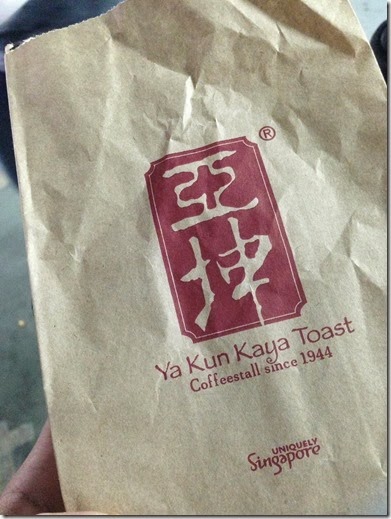 ®
亞
坤
Ya Kun Kaya Toast
Coffeestall since 1944
UNIQUELY
Singapore